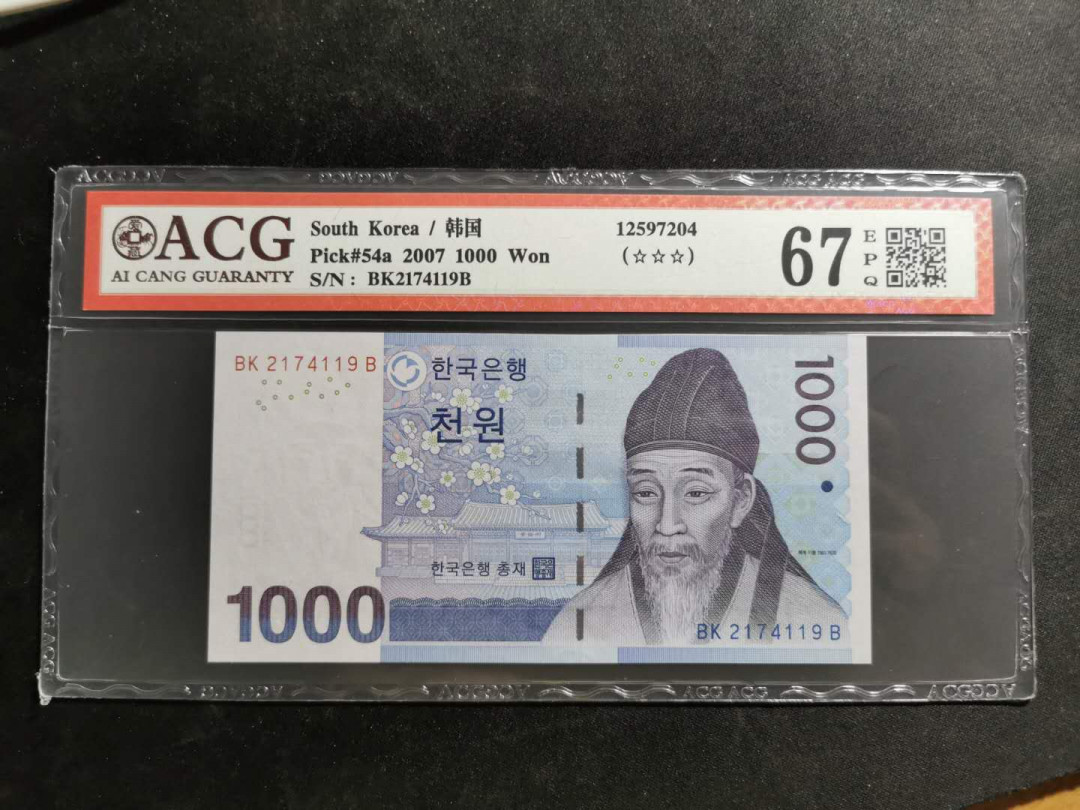 ACG
AI CANG GUARANTY
South Korea / 韩国
Pick#54a 2007 1000 Won
S/N : BK2174119B
12597204
(☆☆☆)
67
EPQ
BK 2174119 B
한국은행
천원
1000
한국은행 총재
1000
BK 2174119 B